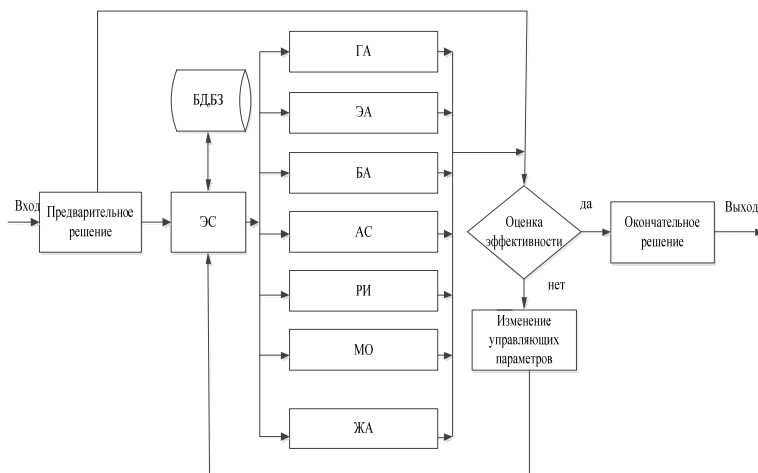 Вход
Предварительное
решение
БД,БЗ
ЭС
ГА
ЭА
БА
АС
РИ
МО
ЖА
Оценка
эффективности
да
нет
Окончательное
решение
Выход
Изменение
управляющих
параметров